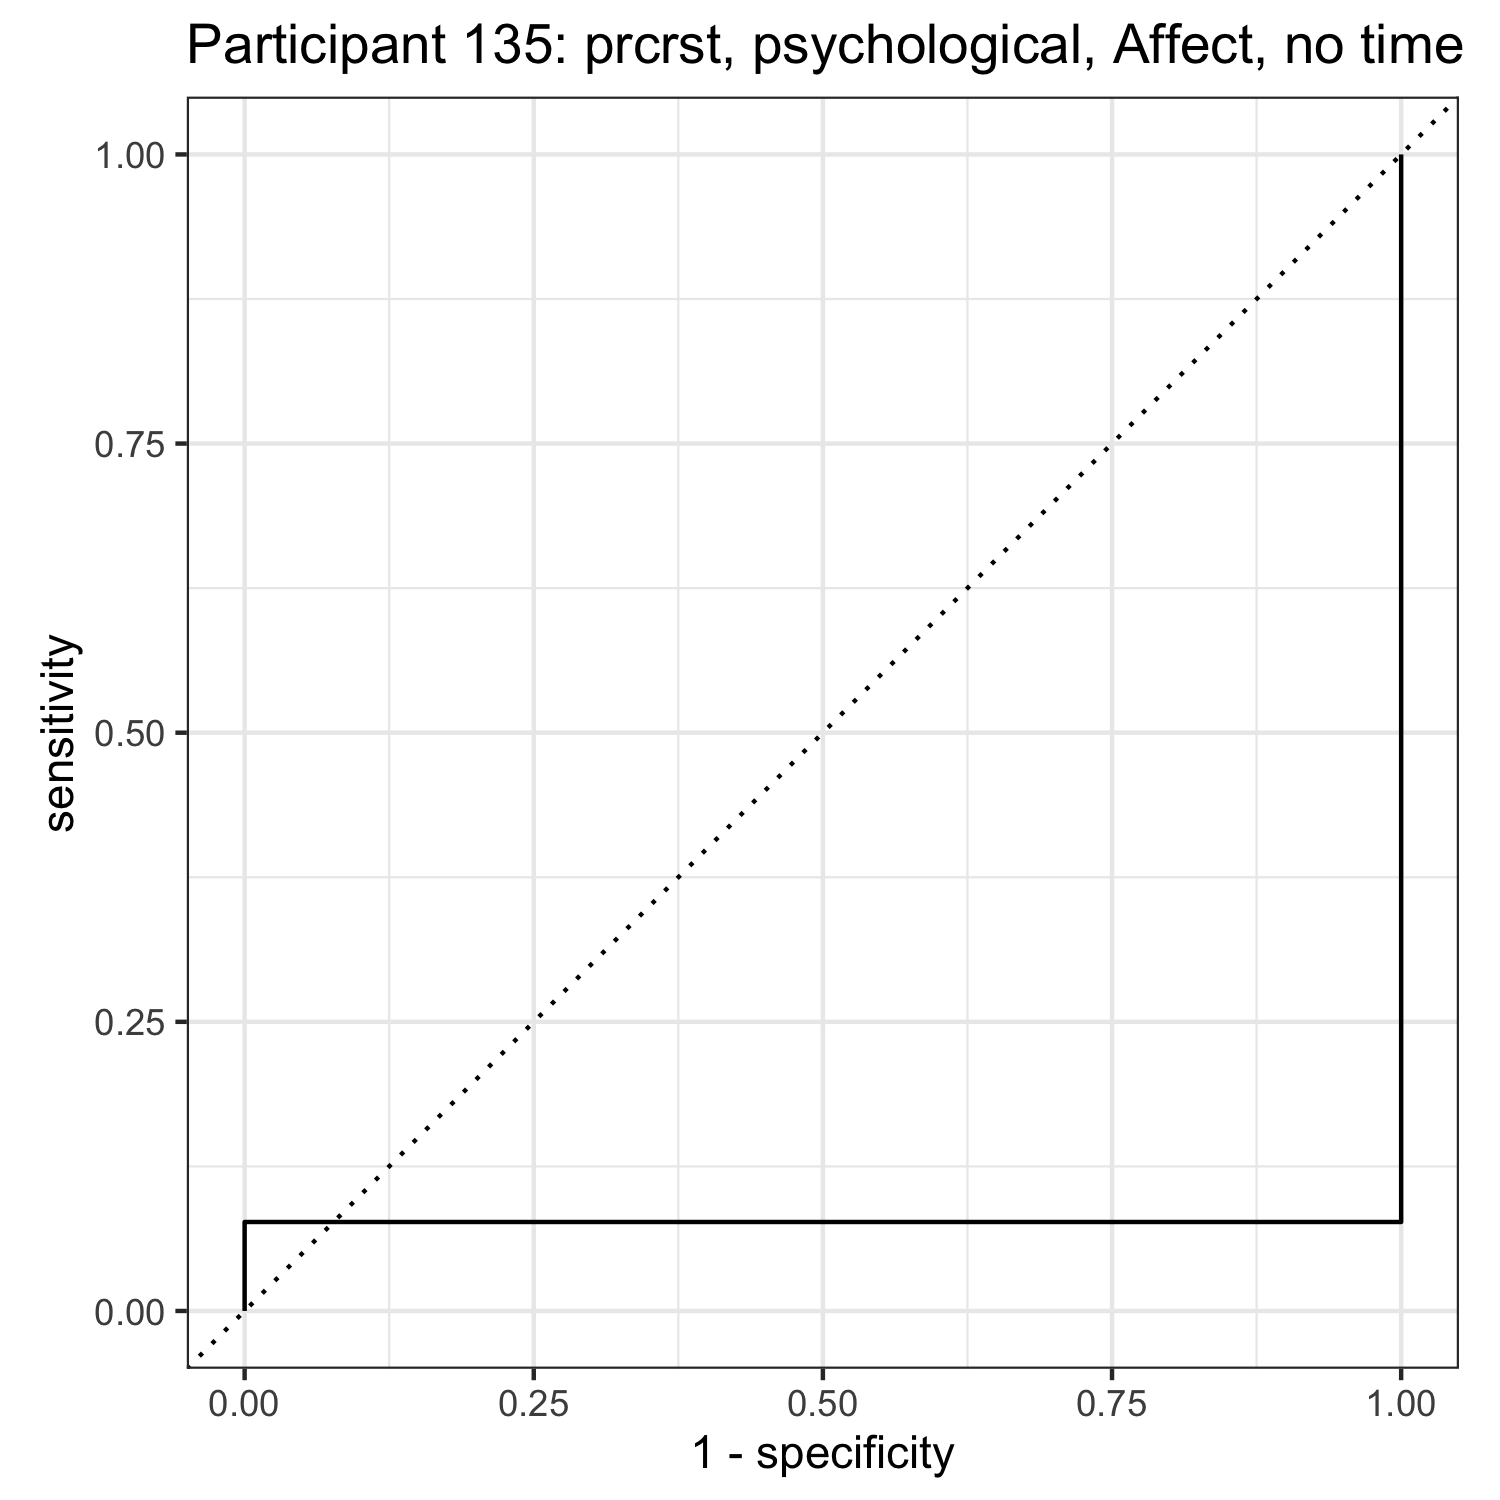 Participant 135: prcrst, psychological, Affect, no time
1.00
0.75
0.50
0.25
0.00
sensitivity
0.00 0.25 0.50 0.75 1.00
1 - specificity